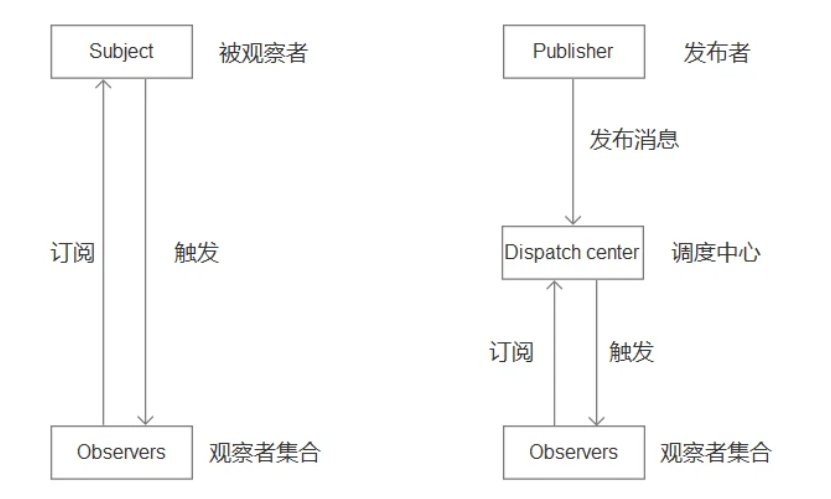 Subject
被观察者
订阅
触发
Observers
观察者集合
Publisher
发布者
发布消息
Dispatch center
调度中心
订阅
触发
Observers
观察者集合